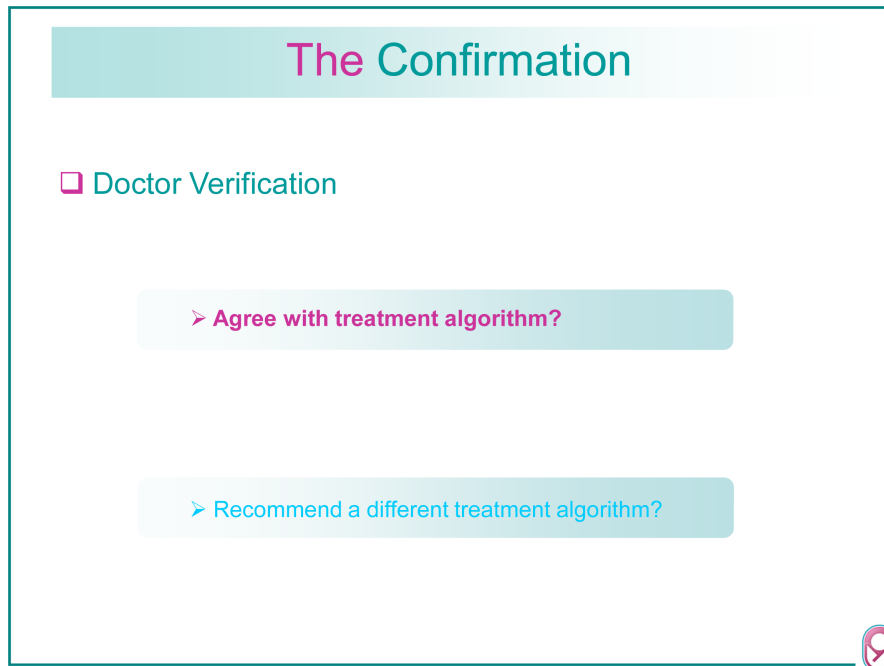 The Confirmation
Doctor Verification
Agree with treatment algorithm?
Recommend a different treatment algorithm?